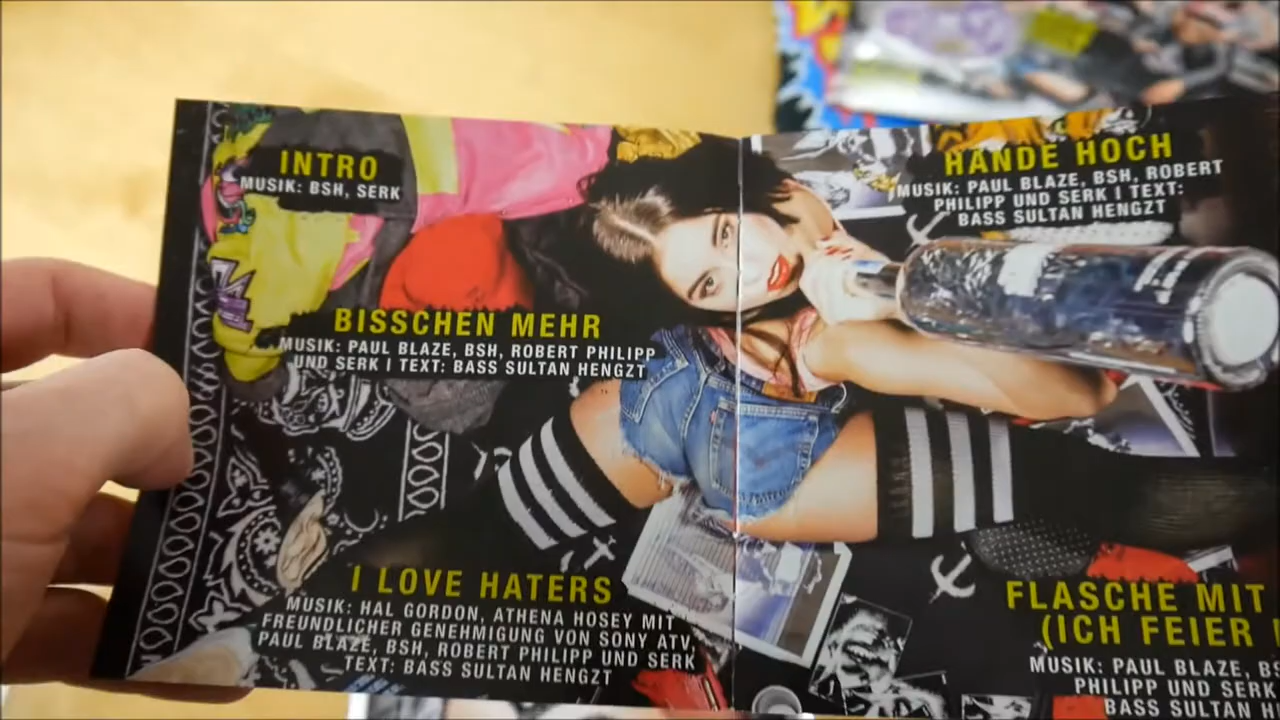 INTRO
MUSIK: BSH, SERK
BISSCHEN MEHR
MUSIK: PAUL BLAZE, BSH, ROBERT PHILIPP
UND SERK I TEXT: BASS SULTAN HENGZT
I LOVE HATERS
MUSIK: HAL GORDON, ATHENA HOSEY MIT
FREUNDLICHER GENEHMIGUNG VON SONY ATV,
PAUL BLAZE, BSH, ROBERT PHILIPP UND SERK
TEXT: BASS SULTAN HENGZT
HÄNDE HOCH
MUSIK: PAUL BLAZE, BSH, ROBERT
PHILIPP UND SERK I TEXT:
BASS SULTAN HENGZT
FLASCHE MIT
(ICH FEIER
MUSIK: PAUL BLAZE, BS
PHILIPP UND SERK
BASS SULTAN H